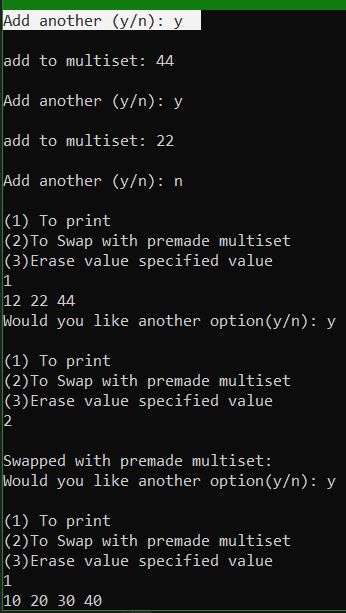 Add another (y/n): y
add to multiset: 44
Add another (y/n): y
add to multiset: 22
Add another (y/n): n
(1) To print
(2)To Swap with premade multiset
(3)Erase value specified value
1
12 22 44
Would you like another option(y/n): y
(1) To print
(2)To Swap with premade multiset
(3)Erase value specified value
2
Swapped with premade multiset:
Would you like another option(y/n): y
(1) To print
(2)To Swap with premade multiset
(3)Erase value specified value
1
10 20 30 40